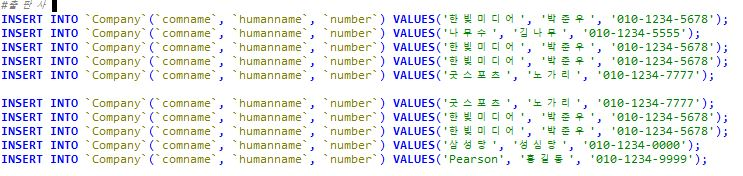 #출판사
INSERT INTO `Company`(`comname`, `humanname`, `number`) VALUES('한빛미디어', '박준우', '010-1234-5678');
INSERT INTO `Company`(`comname`, `humanname`, `number`) VALUES('나무수', '김나무', '010-1234-5555');
INSERT INTO `Company`(`comname`, `humanname`, `number`) VALUES('한빛미디어', '박준우', '010-1234-5678');
INSERT INTO `Company`(`comname`, `humanname`, `number`) VALUES('한빛미디어', '박준우', '010-1234-5678');
INSERT INTO `Company`(`comname`, `humanname`, `number`) VALUES('굿스포츠', '노가리', '010-1234-7777');
INSERT INTO `Company`(`comname`, `humanname`, `number`) VALUES('굿스포츠', '노가리', '010-1234-7777');
INSERT INTO `Company`(`comname`, `humanname`, `number`) VALUES('한빛미디어', '박준우', '010-1234-5678');
INSERT INTO `Company`(`comname`, `humanname`, `number`) VALUES('한빛미디어', '박준우', '010-1234-5678');
INSERT INTO `Company`(`comname`, `humanname`, `number`) VALUES('삼성당', '성심당', '010-1234-0000');
INSERT INTO `Company`(`comname`, `humanname`, `number`) VALUES('Pearson', '홍길동', '010-1234-9999');